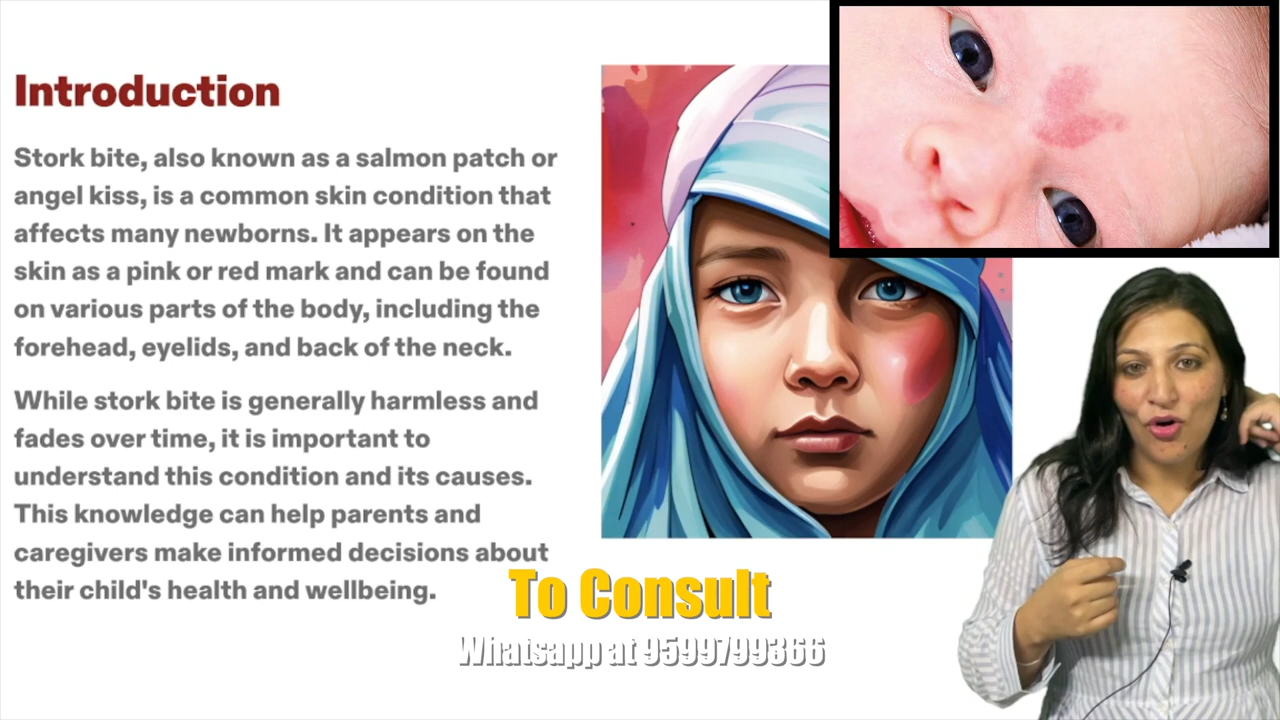 Introduction
Stork bite, also known as a salmon patch or
angel kiss, is a common skin condition that
affects many newborns. It appears on the
skin as a pink or red mark and can be found
on various parts of the body, including the
forehead, eyelids, and back of the neck.
While stork bite is generally harmless and
fades over time, it is important to
understand this condition and its causes.
This knowledge can help parents and
caregivers make informed decisions about
their child's health and wellbeing.
To Consult
Whatsapp at 9599799366